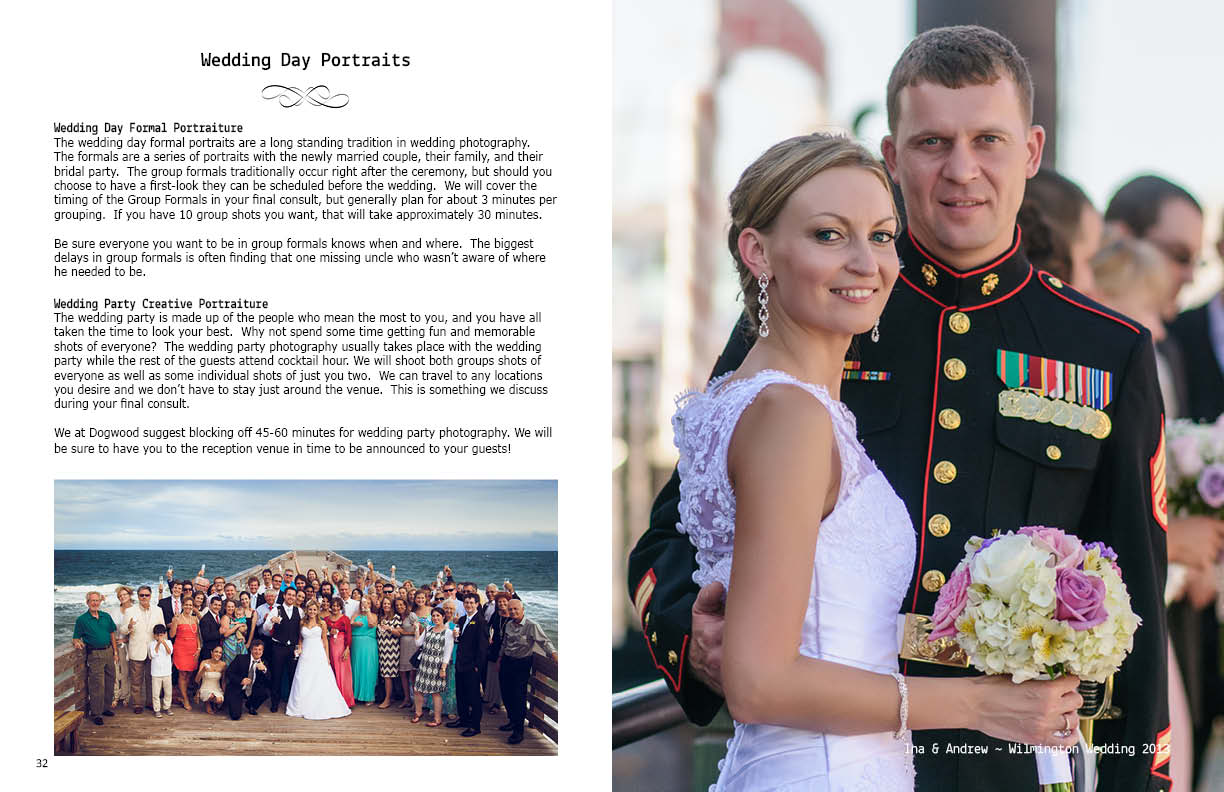 Wedding Day Portraits
Wedding Day Formal Portraiture
The wedding day formal portraits are a long standing tradition in wedding photography.
The formals are a series of portraits with the newly married couple, their family, and their
bridal party.  The group formals traditionally occur right after the ceremony, but should you
choose to have a first-look they can be scheduled before the wedding.  We will cover the
timing of the Group Formals in your final consult, but generally plan for about 3 minutes per
grouping.  If you have 10 group shots you want, that will take approximately 30 minutes.
Be sure everyone you want to be in group formals knows when and where.  The biggest
delays in group formals is often finding that one missing uncle who wasn't aware of where
he needed to be.
Wedding Party Creative Portraiture
The wedding party is made up of the people who mean the most to you, and you have all
taken the time to look your best.  Why not spend some time getting fun and memorable
shots of everyone?  The wedding party photography usually takes place with the wedding
party while the rest of the guests attend cocktail hour. We will shoot both groups shots of
everyone as well as some individual shots of just you two.  We can travel to any locations
you desire and we don't have to stay just around the venue.  This is something we discuss
during your final consult.
We at Dogwood suggest blocking off 45-60 minutes for wedding party photography. We will
be sure to have you to the reception venue in time to be announced to your guests!
32
Ina & Andrew ~ Wilmington Wedding 2013